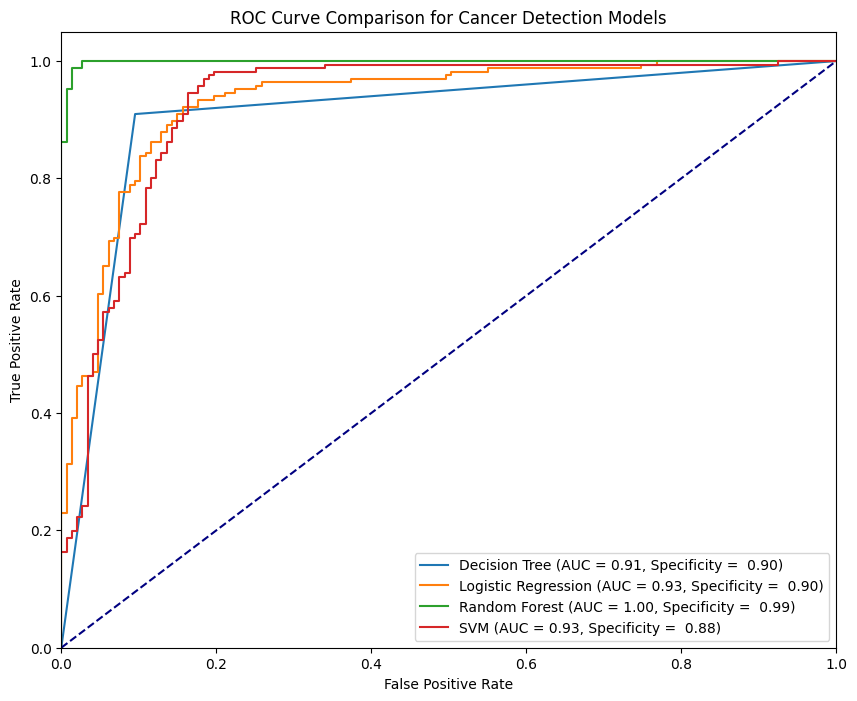 ROC Curve Comparison for Cancer Detection Models
True Positive Rate
1.0
0.8
0.6
0.4
0.2
0.0
0.0 0.2 0.4 0.6 0.8 1.0
False Positive Rate
Decision Tree (AUC = 0.91, Specificity =  0.90)
Logistic Regression (AUC = 0.93, Specificity =  0.90)
Random Forest (AUC = 1.00, Specificity =  0.99)
SVM (AUC = 0.93, Specificity =  0.88)